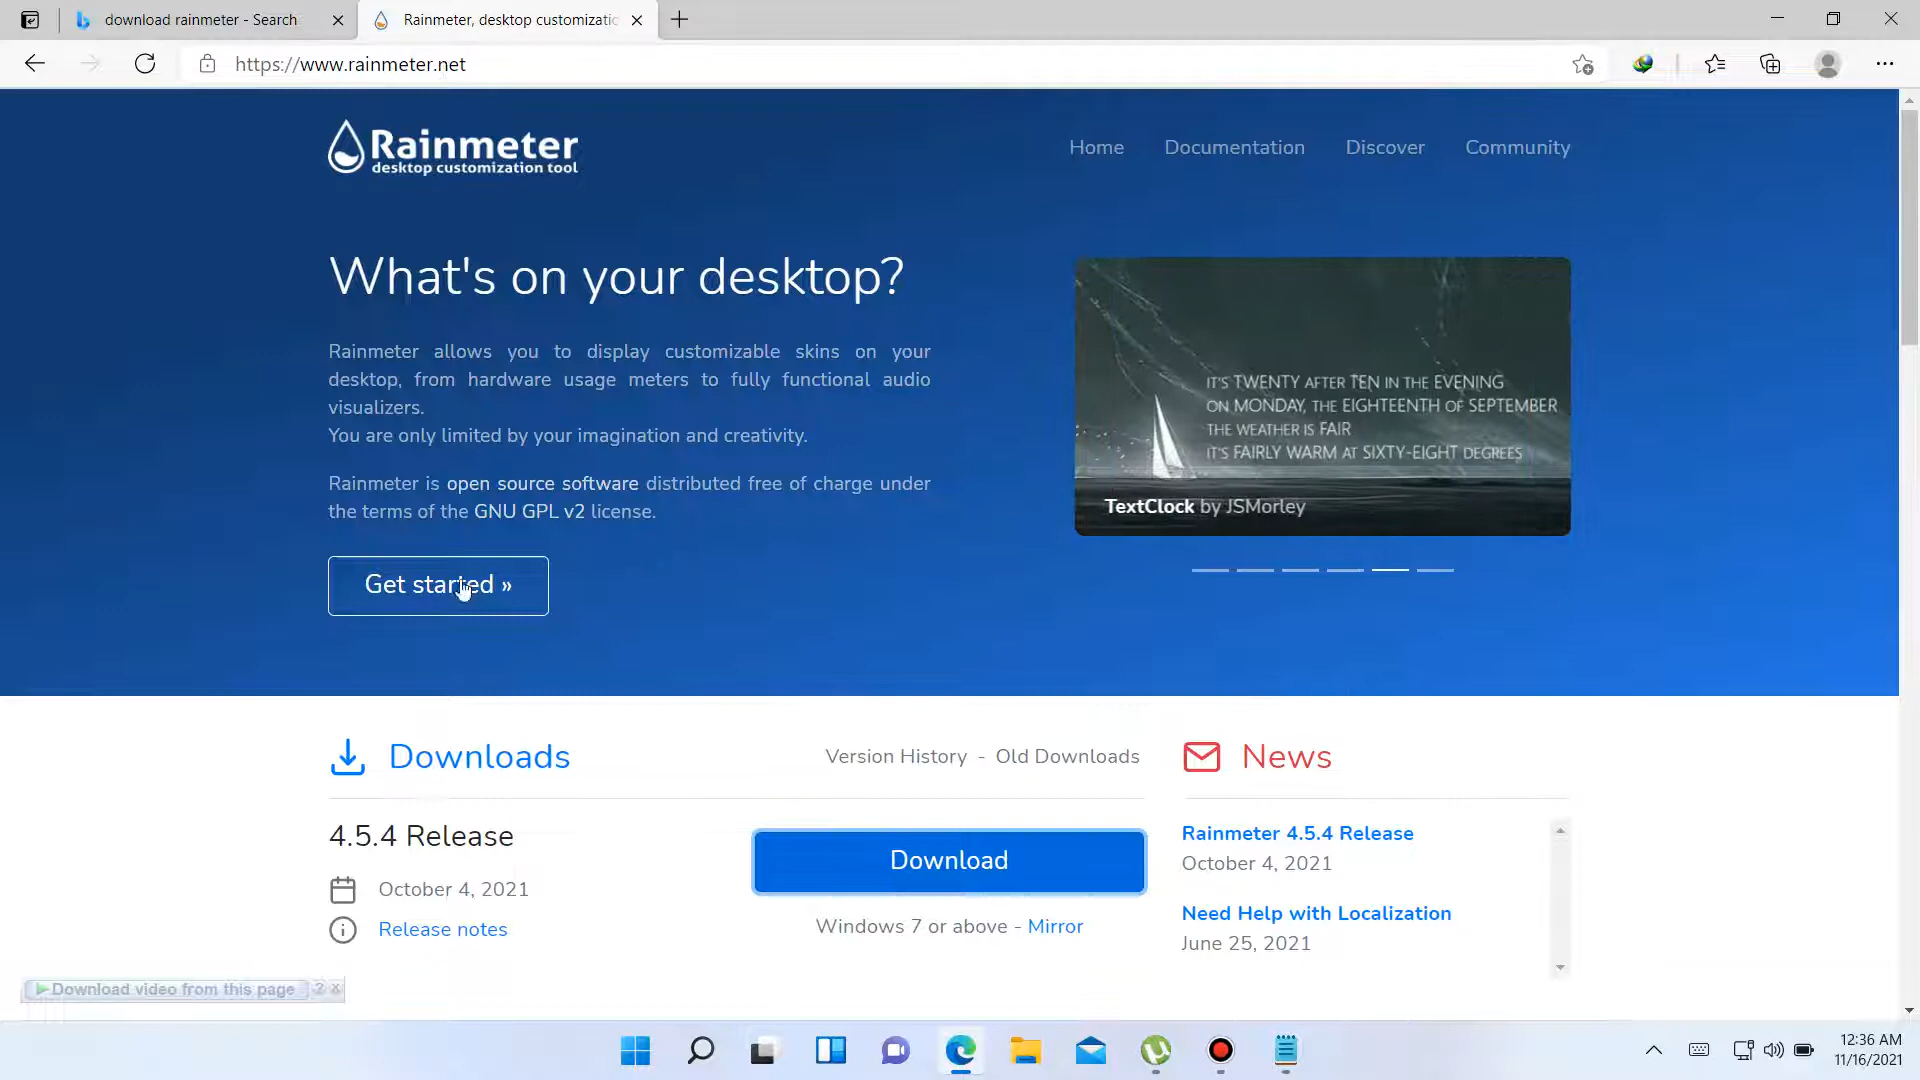 download rainmeter - Search
Rainmeter, desktop customizatio
https://www.rainmeter.net
Rainmeter
desktop customization tool
Home
Documentation
Discover
Community
What's on your desktop?
Rainmeter allows you to display customizable skins on your
desktop, from hardware usage meters to fully functional audio
visualizers.
You are only limited by your imagination and creativity.
Rainmeter is open source software distributed free of charge under
the terms of the GNU GPL v2 license.
Get started »
IT'S TWENTY AFTER TEN IN THE EVENING
ON MONDAY, THE EIGHTEENTH OF SEPTEMBER
THE WEATHER IS FAIR
IT'S FAIRLY WARM AT SIXTY-EIGHT DEGREES
TextClock by JSMorley
Downloads
Version History - Old Downloads
4.5.4 Release
October 4, 2021
Release notes
Download
Windows 7 or above - Mirror
News
Rainmeter 4.5.4 Release
October 4, 2021
Need Help with Localization
June 25, 2021
Download video from this page ? x
12:36 AM
11/16/2021